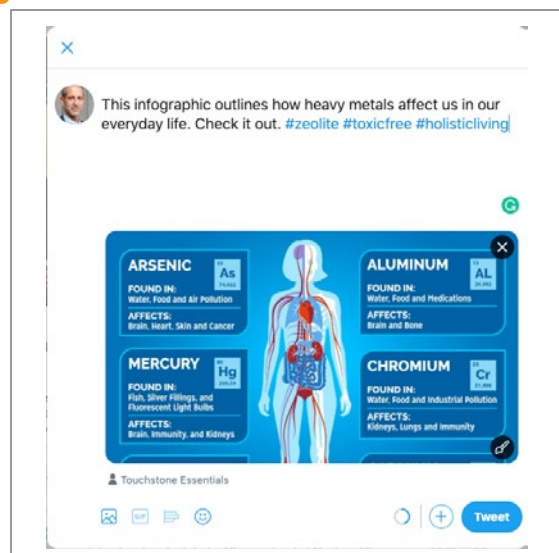 This infographic outlines how heavy metals affect us in our
everyday life. Check it out. #zeolite #toxicfree #holisticliving
ARSENIC
As
FOUND IN:
Water, Food and Air Pollution
AFFECTS:
Brain, Heart, Skin and Cancer
ALUMINUM
AL
FOUND IN:
Water, Food and Medications
AFFECTS:
Brain and Bone
MERCURY
Hg
FOUND IN:
Fish, Silver Fillings, and
Fluorescent Light Bulbs
AFFECTS:
Brain, Immunity, and Kidneys
CHROMIUM
Cr
FOUND IN:
Water, Food and Industrial Pollution
AFFECTS:
Kidneys, Lungs and Immunity
Touchstone Essentials
GIF
Tweet